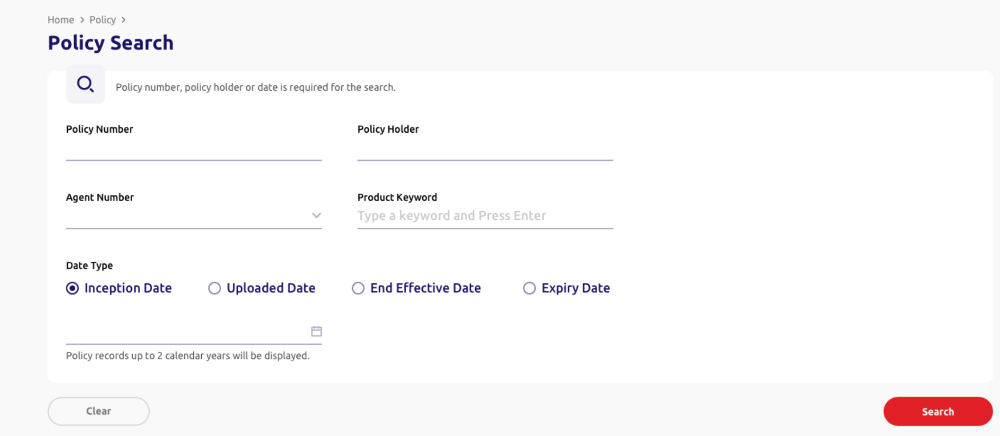 Home > Policy >
Policy Search
Policy number, policy holder or date is required for the search.
Policy Number Policy Holder
Agent Number Product Keyword
Type a keyword and Press Enter
Date Type
Inception Date Uploaded Date End Effective Date Expiry Date
Policy records up to 2 calendar years will be displayed.
Clear Search